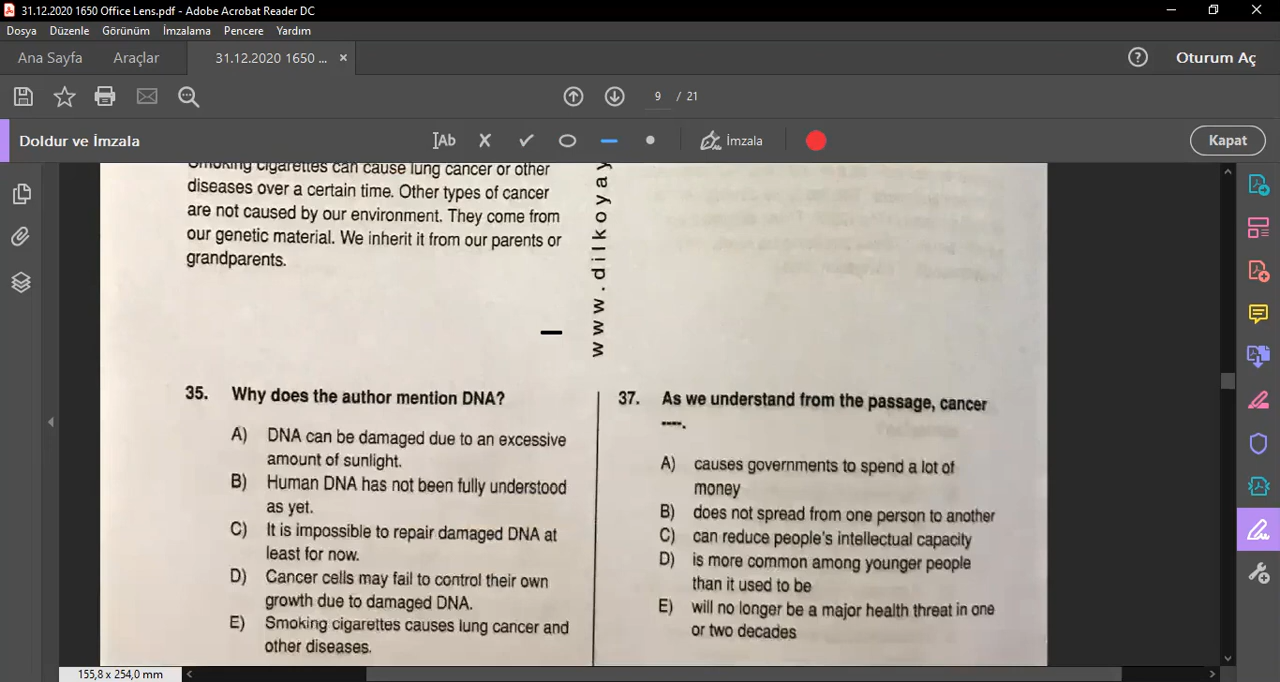 31.12.2020 1650 Office Lens.pdf - Adobe Acrobat Reader DC
Dosya Düzenle Görünüm İmzalama Pencere Yardım
Ana Sayfa Araçlar 31.12.2020 1650 ... × Oturum Aç
9 / 21
Doldur ve İmzala Ab İmzala Kapat
Smoking cigarettes can cause lung cancer or other
diseases over a certain time. Other types of cancer
are not caused by our environment. They come from
our genetic material. We inherit it from our parents or
grandparents.
www.dilkoyay
35. Why does the author mention DNA?
A) DNA can be damaged due to an excessive
amount of sunlight.
B) Human DNA has not been fully understood
as yet.
C) It is impossible to repair damaged DNA at
least for now.
D) Cancer cells may fail to control their own
growth due to damaged DNA.
E) Smoking cigarettes causes lung cancer and
other diseases.
37. As we understand from the passage, cancer
----.
A) causes governments to spend a lot of
money
B) does not spread from one person to another
C) can reduce people's intellectual capacity
D) is more common among younger people
than it used to be
E) will no longer be a major health threat in one
or two decades
155,8 x 254,0 mm